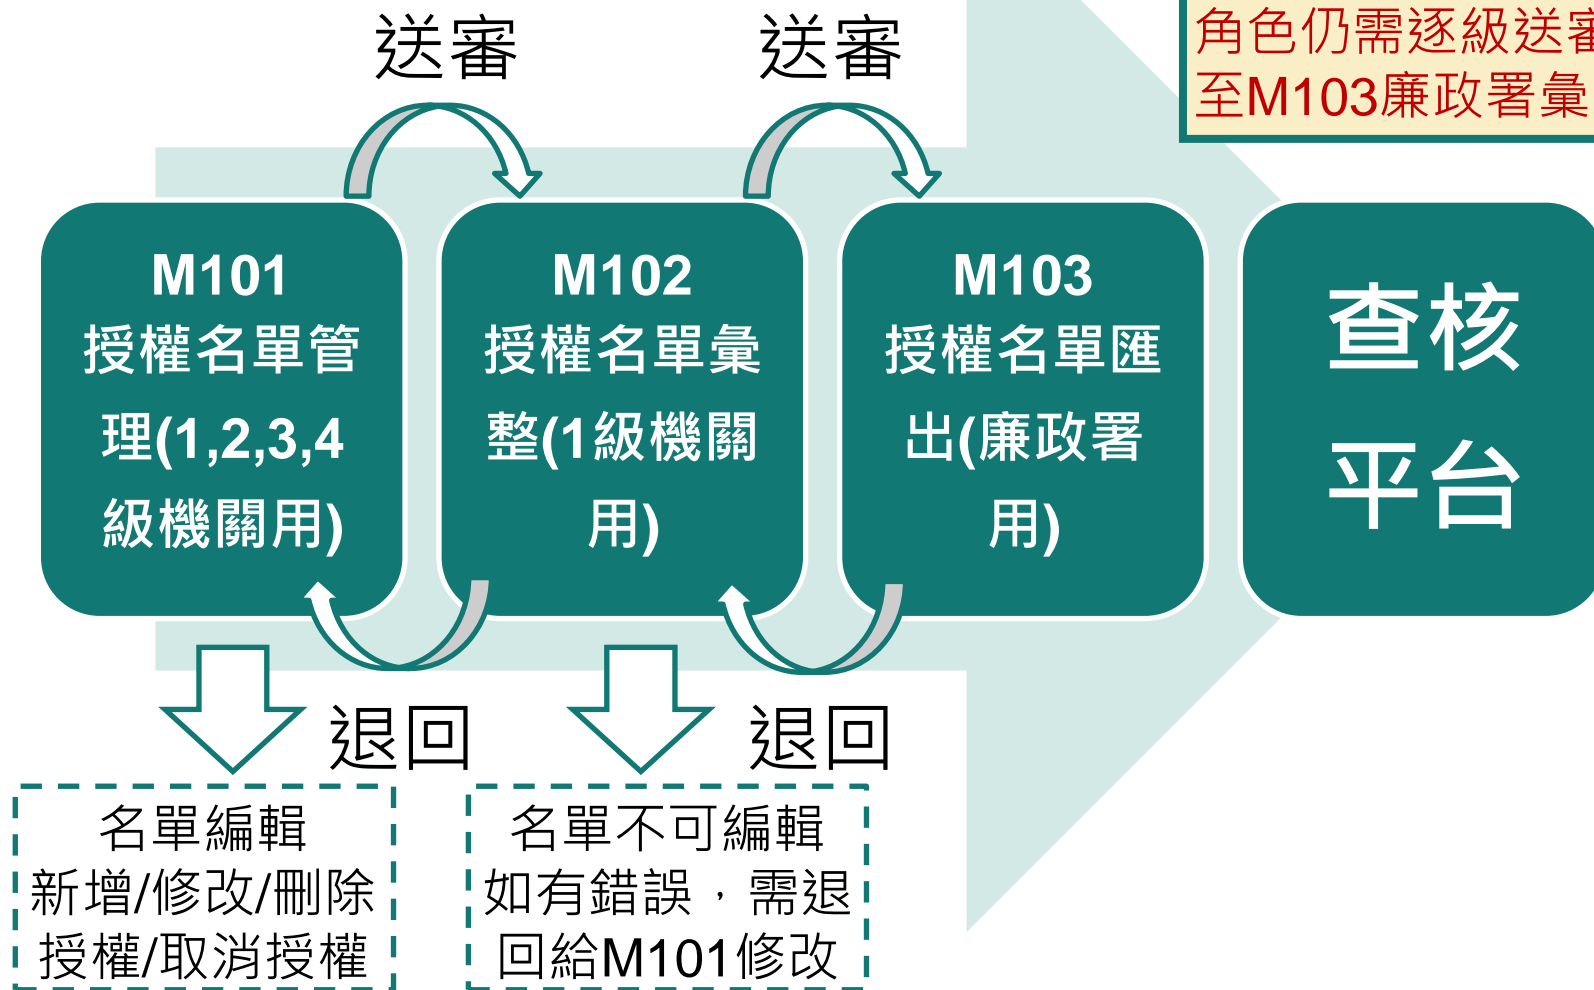 送審
送審
角色仍需逐級送審
至M103廉政署彙
M101
授權名單管
理(1,2,3,4
級機關用)
M102
授權名單彙
整(1級機關
用)
M103
授權名單匯
出(廉政署
用)
查核
平台
退回
退回
名單編輯
新增/修改/刪除
授權/取消授權
名單不可編輯
如有錯誤，需退
回給M101修改